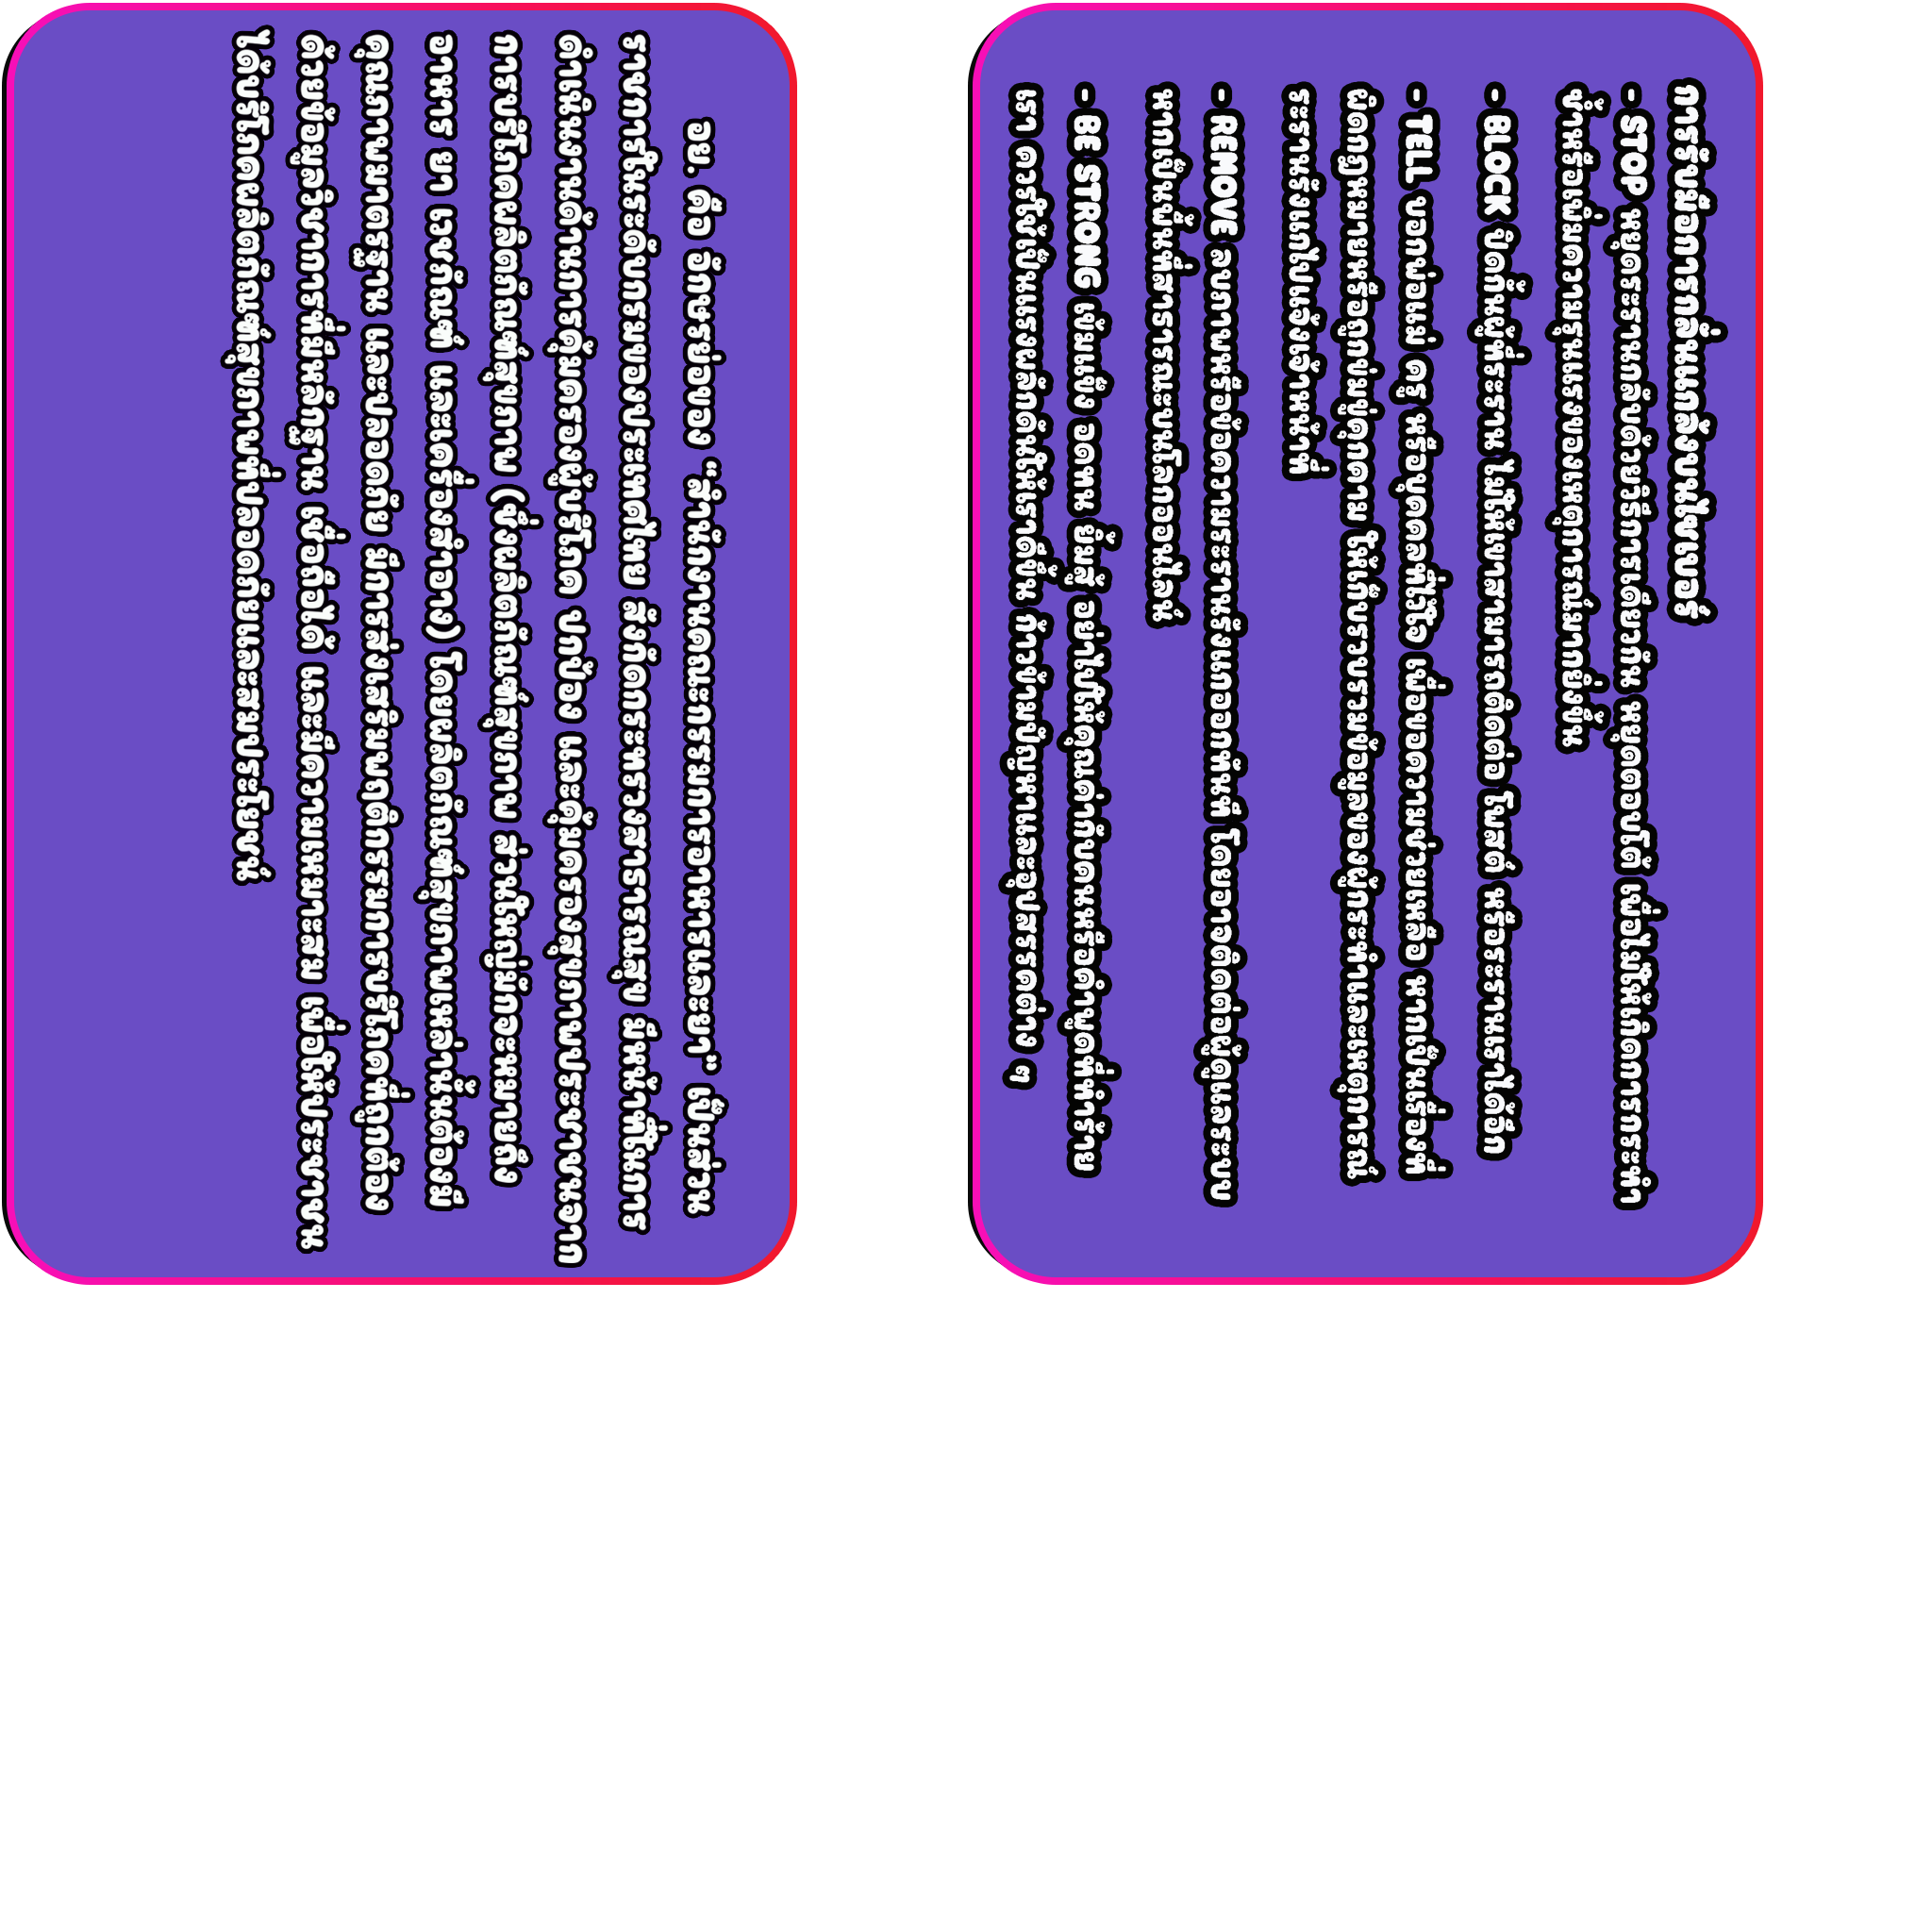 การรับมือการกลั่นแกล้งบนไซเบอร์
- STOP หยุดระรานกลับด้วยวิธีการเดียวกัน หยุดตอบโต้ เพื่อไม่ให้เกิดการกระทำ
ซ้ำหรือเพิ่มความรุนแรงของเหตุการณ์มากยิ่งขึ้น
- BLOCK ปิดกั้นผู้ที่ระราน ไม่ให้เขาสามารถติดต่อ โพสต์ หรือระรานเราได้อีก
- TELL บอกพ่อแม่ ครู หรือบุคคลที่ไว้ใจ เพื่อขอความช่วยเหลือ หากเป็นเรื่องที่
ผิดกฎหมายหรือถูกข่มขู่คุกคาม ให้เก็บรวบรวมข้อมูลของผู้กระทำและเหตุการณ์
ระรานรังแกไปแจ้งเจ้าหน้าที่
- REMOVE ลบภาพหรือข้อความระรานรังแกออกทันที โดยอาจติดต่อผู้ดูแลระบบ
หากเป็นพื้นที่สาธารณะบนโลกออนไลน์
- BE STRONG เข้มแข็ง อดทน ยิ้มสู้ อย่าไปให้คุณค่ากับคนหรือคำพูดที่ทำร้าย
เรา ควรใช้เป็นแรงผลักดันให้เราดีขึ้น ก้าวข้ามปัญหาและอุปสรรคต่าง ๆ
อย. คือ อักษรย่อของ "สำนักงานคณะกรรมการอาหารและยา" เป็นส่วน
ราชการในระดับกรมของประเทศไทย สังกัดกระทรวงสาธารณสุข มีหน้าที่ในการ
ดำเนินงานด้านการคุ้มครองผู้บริโภค ปกป้อง และคุ้มครองสุขภาพประชาชนจาก
การบริโภคผลิตภัณฑ์สุขภาพ (ซึ่งผลิตภัณฑ์สุขภาพ ส่วนใหญ่มักจะหมายถึง
อาหาร ยา เวชภัณฑ์ และเครื่องสำอาง) โดยผลิตภัณฑ์สุขภาพเหล่านั้นต้องมี
คุณภาพมาตรฐาน และปลอดภัย มีการส่งเสริมพฤติกรรมการบริโภคที่ถูกต้อง
ด้วยข้อมูลวิชาการที่มีหลักฐาน เชื่อถือได้ และมีความเหมาะสม เพื่อให้ประชาชน
ได้บริโภคผลิตภัณฑ์สุขภาพที่ปลอดภัยและสมประโยชน์